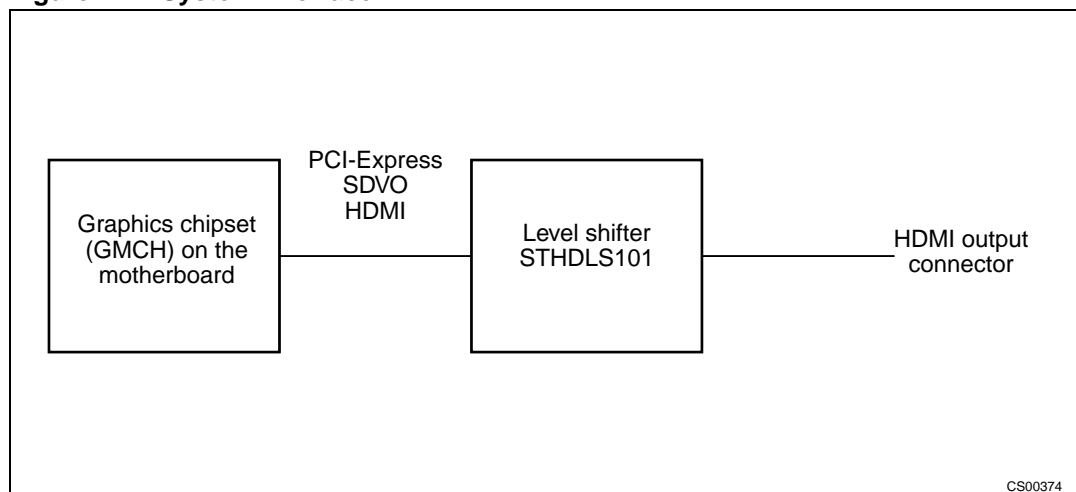 PCI-Express
SDVO
HDMI
Graphics chipset
(GMCH) on the
motherboard
Level shifter
STHDLS101
HDMI output
connector
CS00374